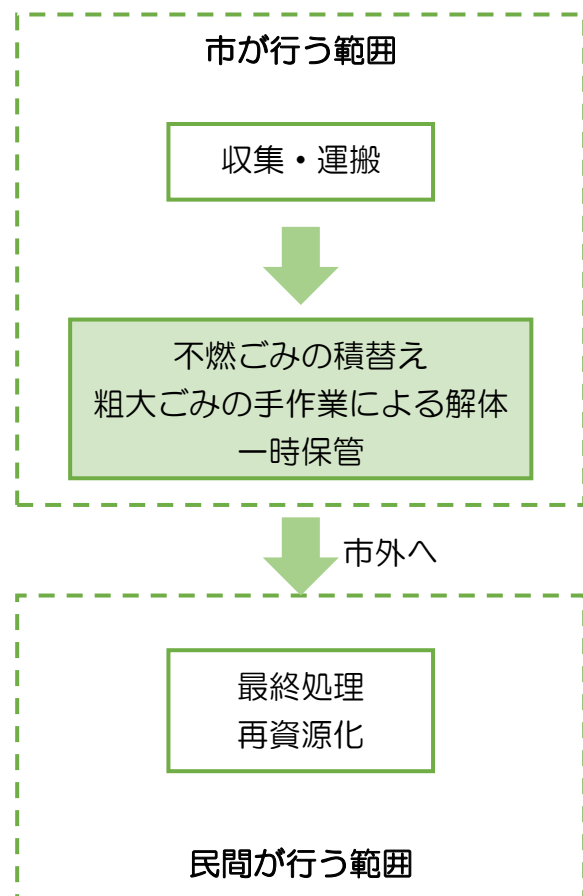 市が行う範囲
収集・運搬
不燃ごみの積替え
粗大ごみの手作業による解体
一時保管
市外へ
最終処理
再資源化
民間が行う範囲